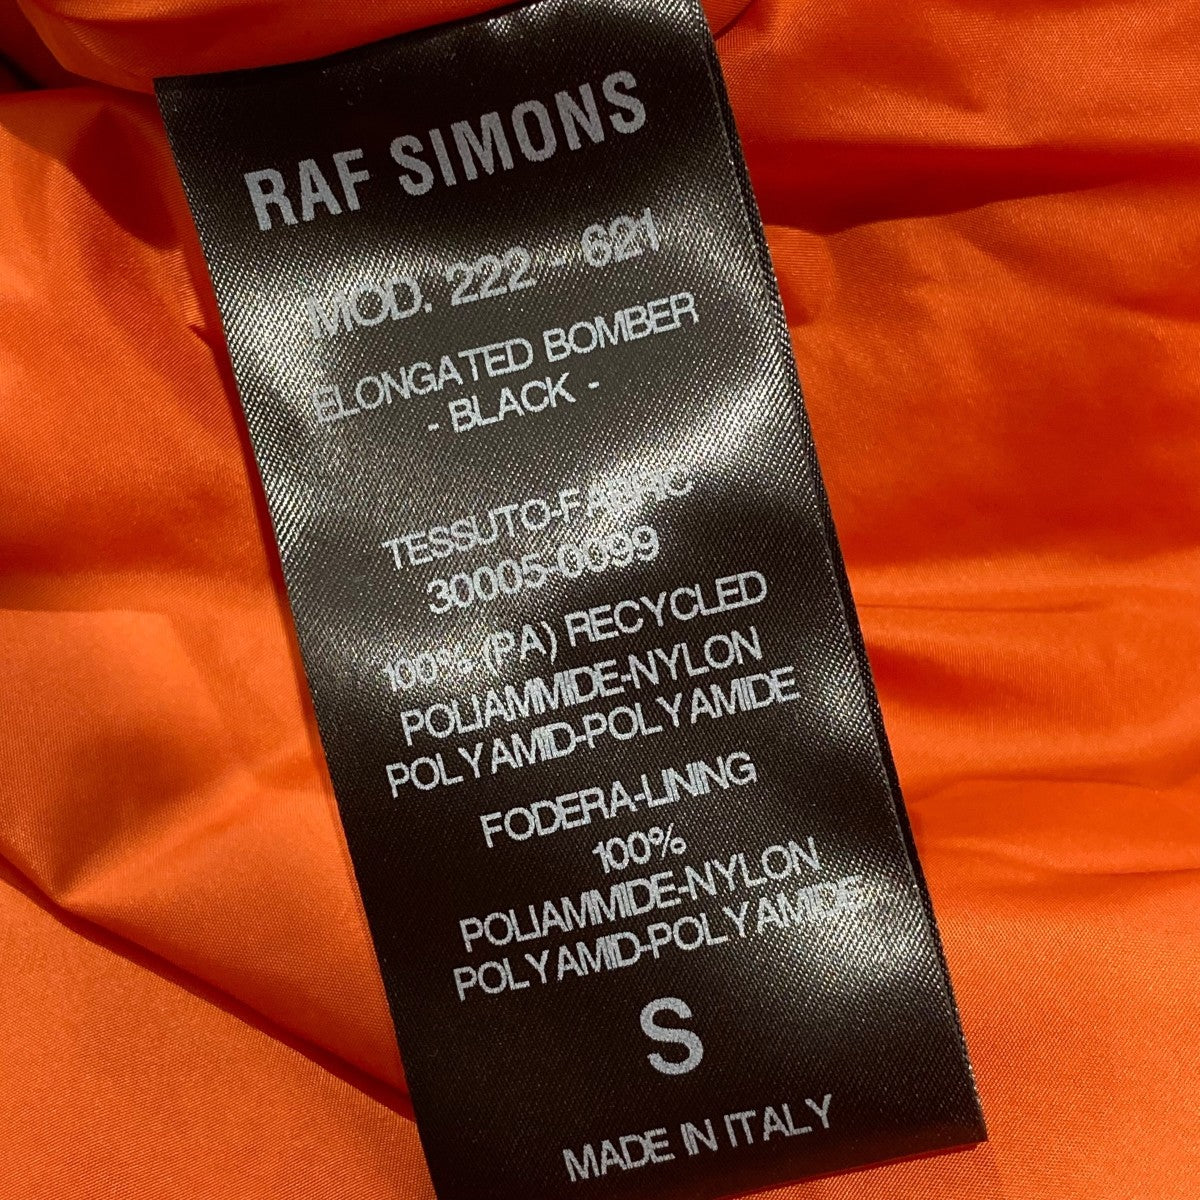 RAF SIMONS
MOD. 222 - 621
ELONGATED BOMBER
- BLACK -
TESSUTO-FABRIC
30005-0099
100% (PA) RECYCLED
POLIAMMIDE-NYLON
POLYAMID-POLYAMIDE
FODERA-LINING
100%
POLIAMMIDE-NYLON
POLYAMID-POLYAMIDE
S
MADE IN ITALY